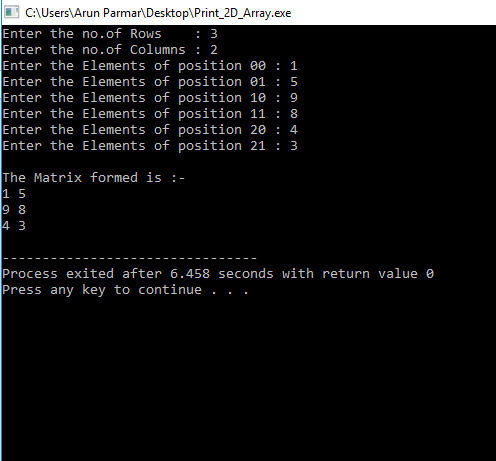 C:\Users\Arun Parmar\Desktop\Print_2D_Array.exe
Enter the no.of Rows    : 3
Enter the no.of Columns : 2
Enter the Elements of position 00 : 1
Enter the Elements of position 01 : 5
Enter the Elements of position 10 : 9
Enter the Elements of position 11 : 8
Enter the Elements of position 20 : 4
Enter the Elements of position 21 : 3
The Matrix formed is :-
1 5
9 8
4 3
--------------------------------
Process exited after 6.458 seconds with return value 0
Press any key to continue . . .